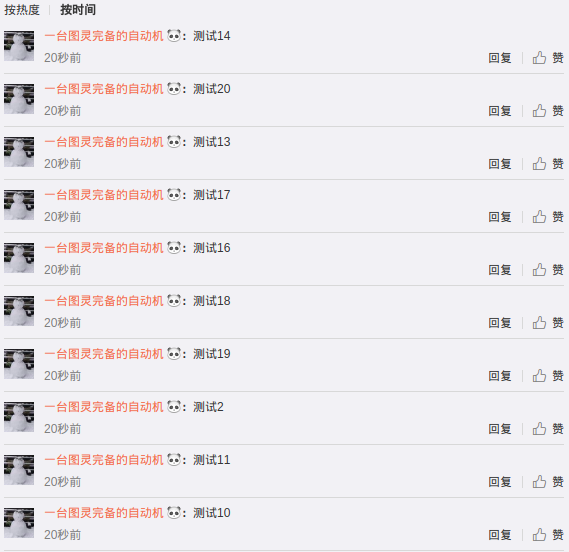 按热度 按时间
一台图灵完备的自动机🐼：测试14
20秒前 回复 赞
一台图灵完备的自动机🐼：测试20
20秒前 回复 赞
一台图灵完备的自动机🐼：测试13
20秒前 回复 赞
一台图灵完备的自动机🐼：测试17
20秒前 回复 赞
一台图灵完备的自动机🐼：测试16
20秒前 回复 赞
一台图灵完备的自动机🐼：测试18
20秒前 回复 赞
一台图灵完备的自动机🐼：测试19
20秒前 回复 赞
一台图灵完备的自动机🐼：测试2
20秒前 回复 赞
一台图灵完备的自动机🐼：测试11
20秒前 回复 赞
一台图灵完备的自动机🐼：测试10
20秒前 回复 赞